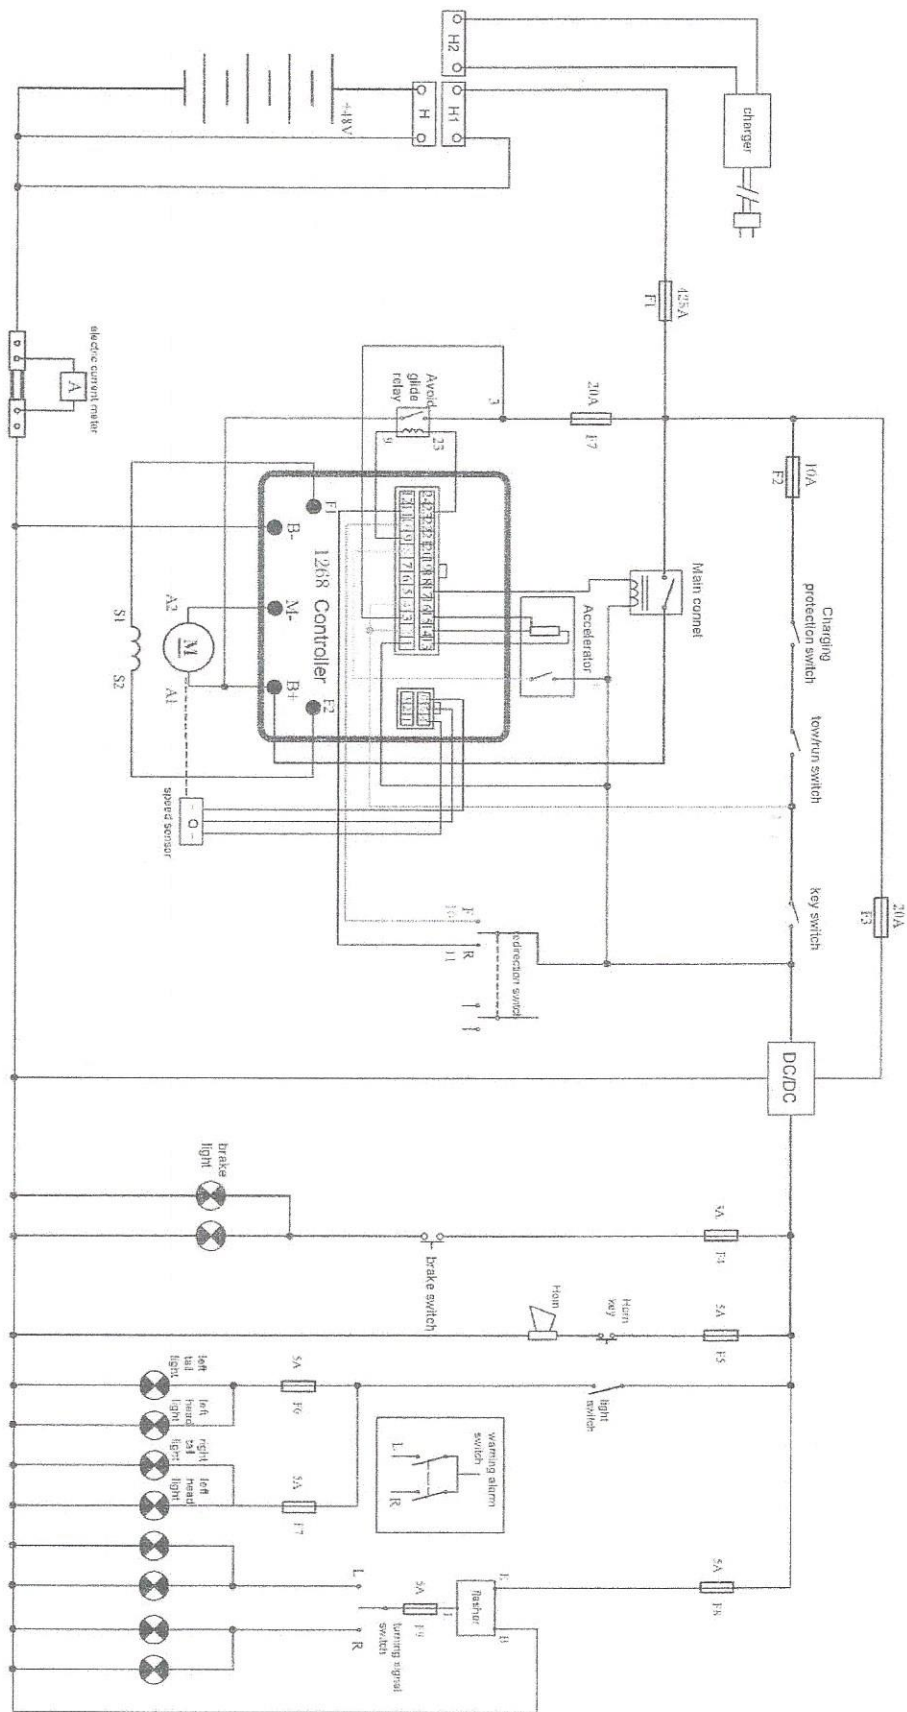 H2
H
H1
+48V
charger
425A
F1
electric current meter
A
Avoid
glide
relay
3
20A
F7
9
23
10A
F2
Charging
protection switch
tow/run switch
key switch
20A
F3
Main connet
Accelerator
1268 Controller
B-
M-
B+
F2
A2
A1
M
S1
S2
speed sensor
F
R
11
redirection switch
DC/DC
brake
light
brake switch
5A
F4
Horn
Horn
key
5A
F5
light
switch
5A
F6
5A
F7
left
tail
light
left
head
light
right
tail
light
left
head
light
warning alarm
switch
L
R
5A
F8
flasher
B
5A
F9
turning signal
switch
L
R